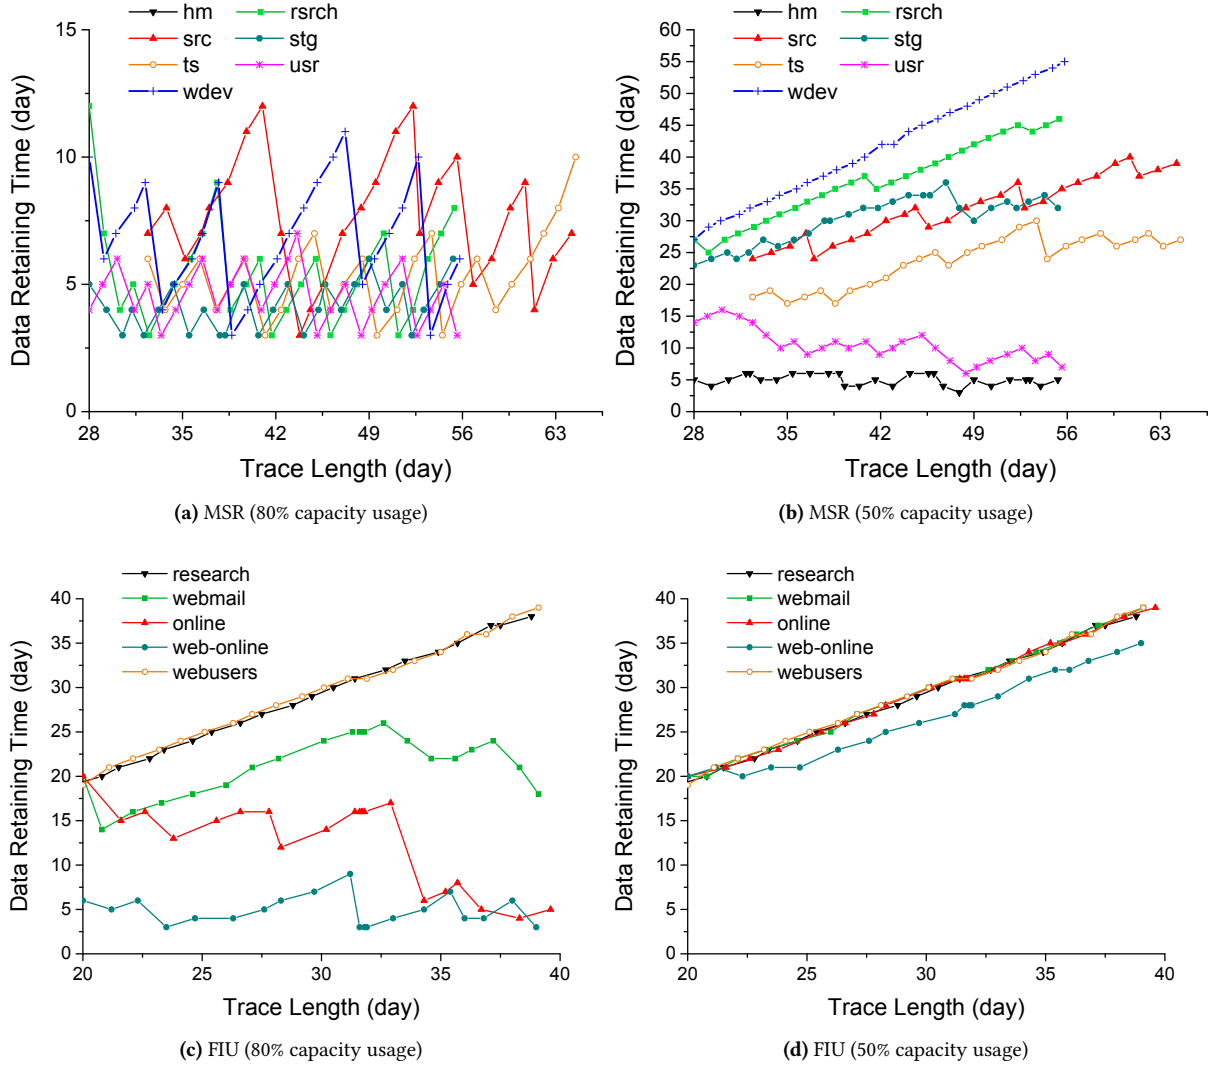 hm
rsrch
src
stg
ts
usr
wdev
Data Retaining Time (day)
15
10
5
0
28
35
42
49
56
63
Trace Length (day)
(a) MSR (80% capacity usage)
hm
rsrch
src
stg
ts
usr
wdev
Data Retaining Time (day)
60
55
50
45
40
35
30
25
20
15
10
5
0
28
35
42
49
56
63
Trace Length (day)
(b) MSR (50% capacity usage)
research
webmail
online
web-online
webusers
Data Retaining Time (day)
40
35
30
25
20
15
10
5
0
20
25
30
35
40
Trace Length (day)
(c) FIU (80% capacity usage)
research
webmail
online
web-online
webusers
Data Retaining Time (day)
40
35
30
25
20
15
10
5
0
20
25
30
35
40
Trace Length (day)
(d) FIU (50% capacity usage)